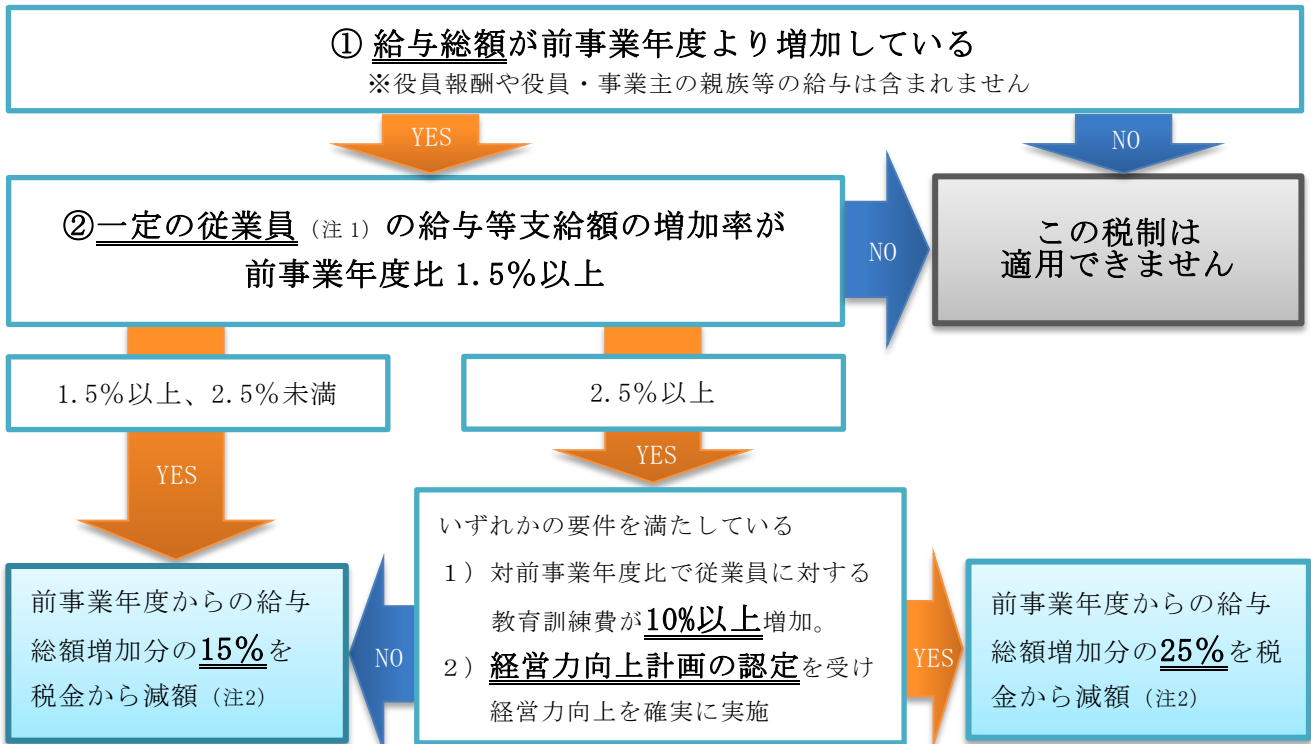 ① 給与総額が前事業年度より増加している
※役員報酬や役員・事業主の親族等の給与は含まれません
YES
NO
②一定の従業員（注1）の給与等支給額の増加率が
前事業年度比 1.5％以上
NO
この税制は
適用できません
1.5％以上、2.5％未満
2.5％以上
YES
YES
いずれかの要件を満たしている
１）対前事業年度比で従業員に対する
教育訓練費が10％以上増加。
２）経営力向上計画の認定を受け
経営力向上を確実に実施
NO
YES
前事業年度からの給与
総額増加分の15％を
税金から減額（注2）
前事業年度からの給与
総額増加分の25％を税
金から減額（注2）